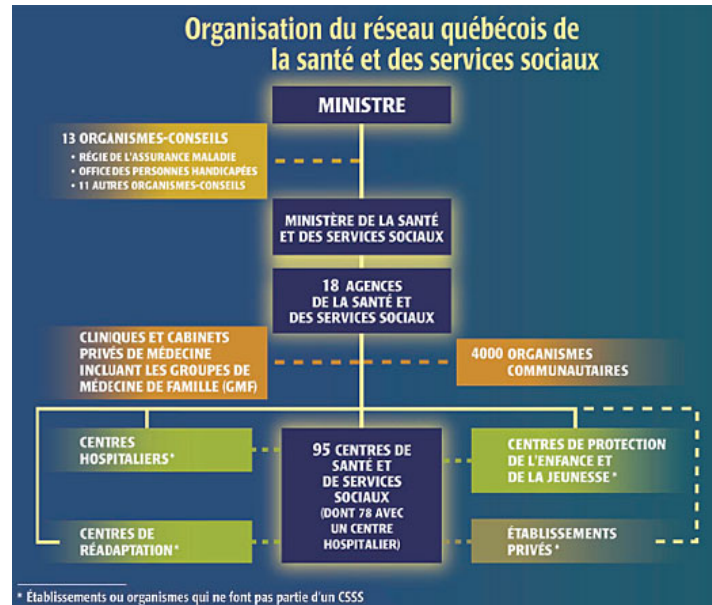 Organisation du réseau québécois de
la santé et des services sociaux
MINISTRE
13 ORGANISMES-CONSEILS
• RÉGIE DE L'ASSURANCE MALADIE
• OFFICE DES PERSONNES HANDICAPÉES
• 11 AUTRES ORGANISMES-CONSEILS
MINISTÈRE DE LA SANTÉ
ET DES SERVICES SOCIAUX
18 AGENCES
DE LA SANTÉ ET
DES SERVICES SOCIAUX
CLINIQUES ET CABINETS
PRIVÉS DE MÉDECINE
INCLUANT LES GROUPES DE
MÉDECINE DE FAMILLE (GMF)
4000 ORGANISMES
COMMUNAUTAIRES
CENTRES
HOSPITALIERS*
95 CENTRES DE
SANTÉ ET
DE SERVICES
SOCIAUX
(DONT 78 AVEC
UN CENTRE
HOSPITALIER)
CENTRES DE PROTECTION
DE L'ENFANCE ET
DE LA JEUNESSE *
CENTRES DE
RÉADAPTATION*
ÉTABLISSEMENTS
PRIVÉS*
* Établissements ou organismes qui ne font pas partie d'un CSSS